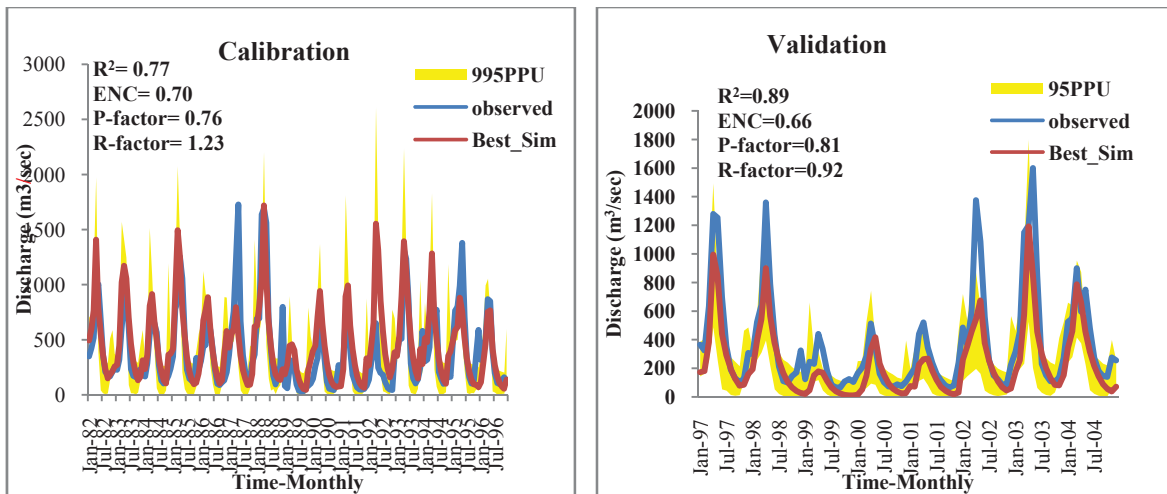 Calibration
R²= 0.77
ENC= 0.70
P-factor= 0.76
R-factor= 1.23
995PPU
observed
Best_Sim
Discharge (m3/sec)
3000
2500
2000
1500
1000
500
0
Jan-82
Jul-82
Jan-83
Jul-83
Jan-84
Jul-84
Jan-85
Jul-85
Jan-86
Jul-86
Jan-87
Jul-87
Jan-88
Jul-88
Jan-89
Jul-89
Jan-90
Jul-90
Jan-91
Jul-91
Jan-92
Jul-92
Jan-93
Jul-93
Jan-94
Jul-94
Jan-95
Jul-95
Jan-96
Jul-96
Time-Monthly
Validation
R²=0.89
ENC=0.66
P-factor=0.81
R-factor=0.92
95PPU
observed
Best_Sim
Discharge (m³/sec)
2000
1800
1600
1400
1200
1000
800
600
400
200
0
Jan-97
Jul-97
Jan-98
Jul-98
Jan-99
Jul-99
Jan-00
Jul-00
Jan-01
Jul-01
Jan-02
Jul-02
Jan-03
Jul-03
Jan-04
Jul-04
Time-Monthly